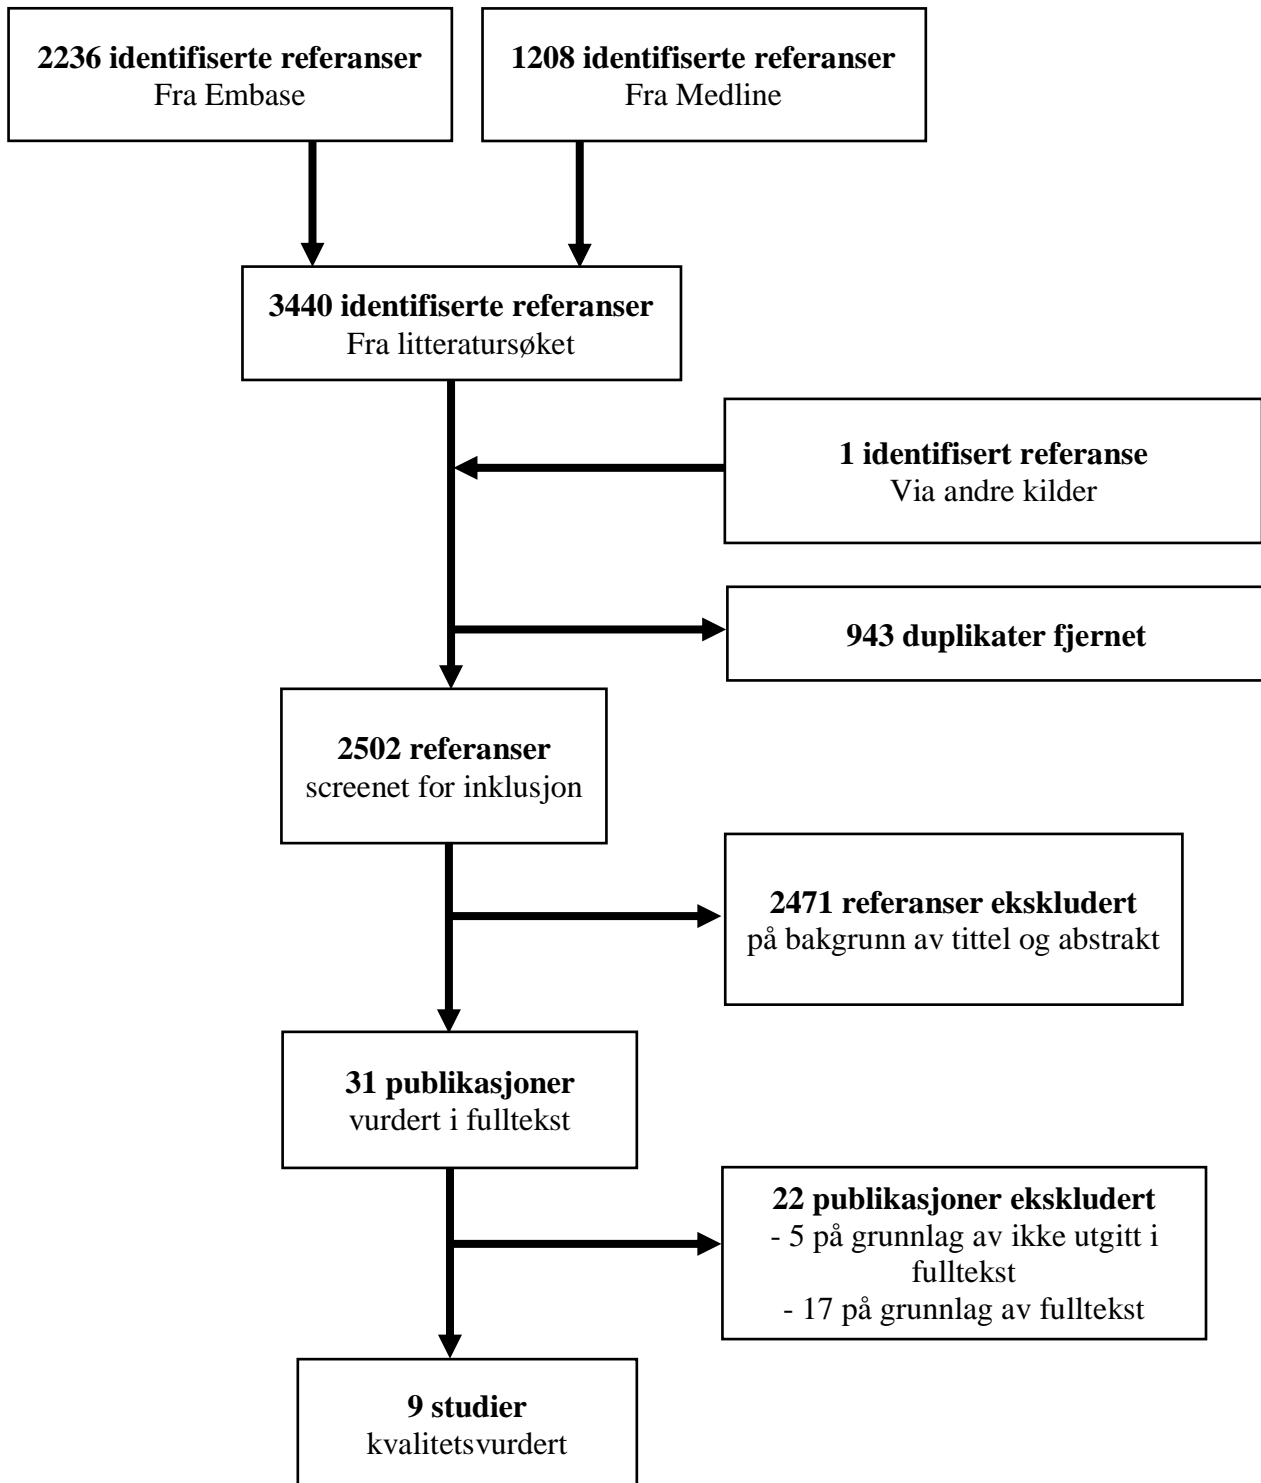 2236 identifiserte referanser
Fra Embase
1208 identifiserte referanser
Fra Medline
3440 identifiserte referanser
Fra litteratursøket
1 identifisert referanse
Via andre kilder
943 duplikater fjernet
2502 referanser
screenet for inklusjon
2471 referanser ekskludert
på bakgrunn av tittel og abstrakt
31 publikasjoner
vurdert i fulltekst
22 publikasjoner ekskludert
- 5 på grunnlag av ikke utgitt i
fulltekst
- 17 på grunnlag av fulltekst
9 studier
kvalitetsvurdert